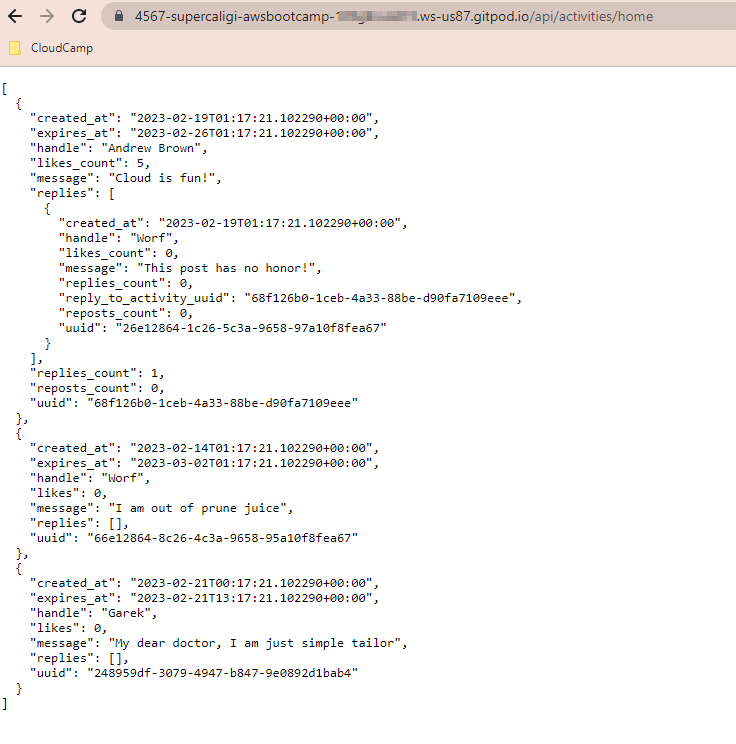 4567-supercaligi-awsbootcamp-1 .ws-us87.gitpod.io/api/activities/home
CloudCamp
[
  {
    "created_at": "2023-02-19T01:17:21.102290+00:00",
    "expires_at": "2023-02-26T01:17:21.102290+00:00",
    "handle": "Andrew Brown",
    "likes_count": 5,
    "message": "Cloud is fun!",
    "replies": [
      {
        "created_at": "2023-02-19T01:17:21.102290+00:00",
        "handle": "Worf",
        "likes_count": 0,
        "message": "This post has no honor!",
        "replies_count": 0,
        "reply_to_activity_uuid": "68f126b0-1ceb-4a33-88be-d90fa7109eee",
        "reposts_count": 0,
        "uuid": "26e12864-1c26-5c3a-9658-97a10f8fea67"
      }
    ],
    "replies_count": 1,
    "reposts_count": 0,
    "uuid": "68f126b0-1ceb-4a33-88be-d90fa7109eee"
  },
  {
    "created_at": "2023-02-14T01:17:21.102290+00:00",
    "expires_at": "2023-03-02T01:17:21.102290+00:00",
    "handle": "Worf",
    "likes": 0,
    "message": "I am out of prune juice",
    "replies": [],
    "uuid": "66e12864-8c26-4c3a-9658-95a10f8fea67"
  },
  {
    "created_at": "2023-02-21T00:17:21.102290+00:00",
    "expires_at": "2023-02-21T13:17:21.102290+00:00",
    "handle": "Garek",
    "likes": 0,
    "message": "My dear doctor, I am just simple tailor",
    "replies": [],
    "uuid": "248959df-3079-4947-b847-9e0892d1bab4"
  }
]